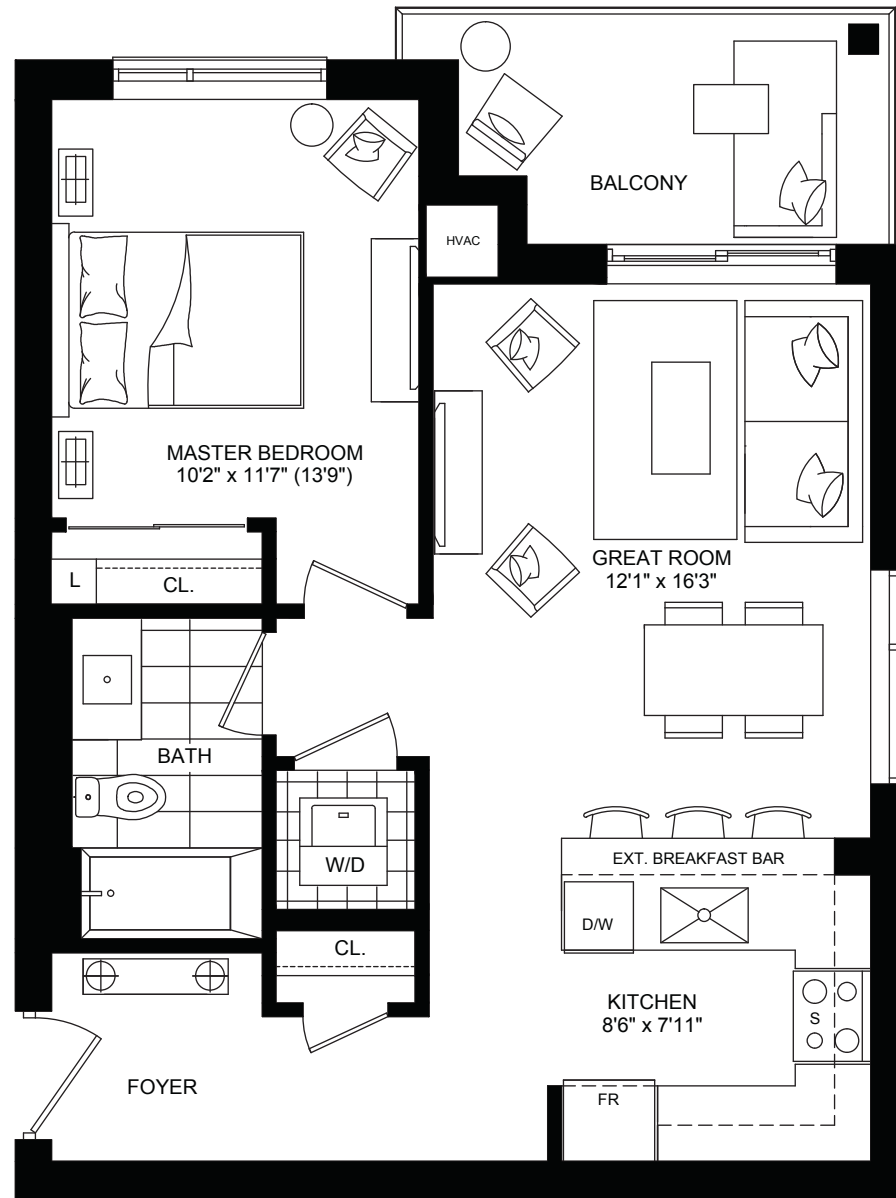 BALCONY
HVAC
MASTER BEDROOM
10'2" x 11'7" (13'9")
GREAT ROOM
12'1" x 16'3"
L
CL.
BATH
W/D
EXT. BREAKFAST BAR
D/W
CL.
KITCHEN
8'6" x 7'11"
S
FOYER
FR